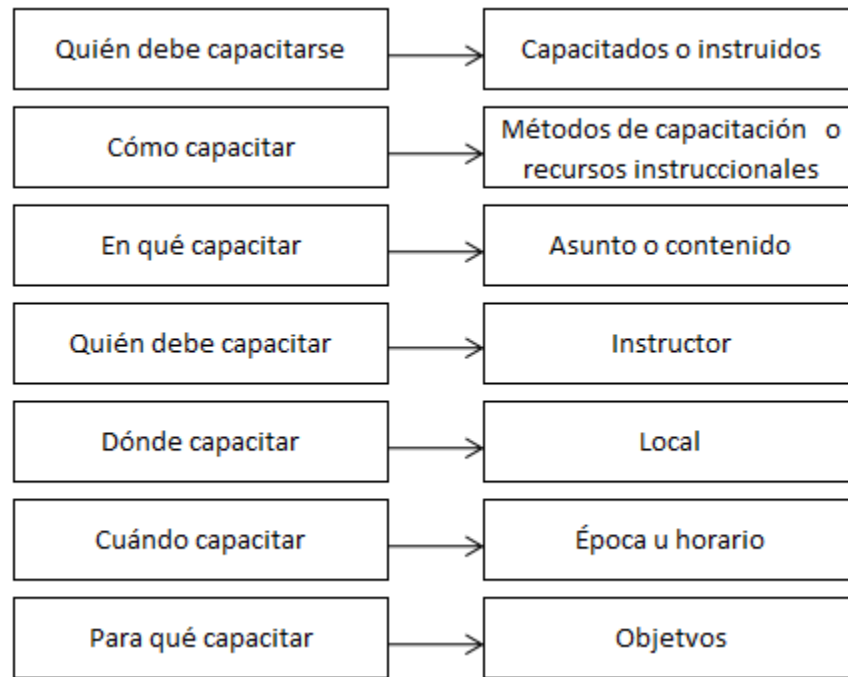 Quién debe capacitarse
Capacitados o instruidos
Cómo capacitar
Métodos de capacitación o
recursos instruccionales
En qué capacitar
Asunto o contenido
Quién debe capacitar
Instructor
Dónde capacitar
Local
Cuándo capacitar
Época u horario
Para qué capacitar
Objetvos